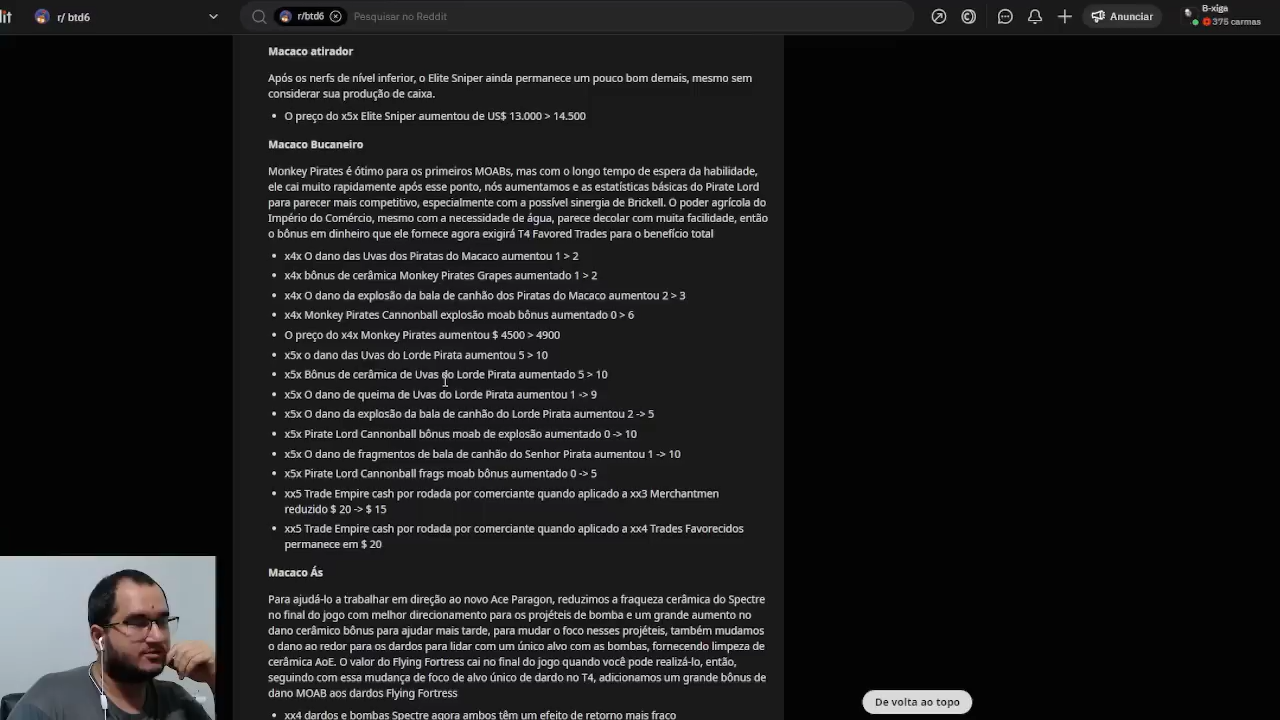 it
r/ btd6
r/btd6
Pesquisar no Reddit
Anunciar
B-xiga
375 carmas
Macaco atirador
Após os nerfs de nível inferior, o Elite Sniper ainda permanece um pouco bom demais, mesmo sem
considerar sua produção de caixa.
• O preço do x5x Elite Sniper aumentou de US$ 13.000 > 14.500
Macaco Bucaneiro
Monkey Pirates é ótimo para os primeiros MOABs, mas com o longo tempo de espera da habilidade,
ele cai muito rapidamente após esse ponto, nós aumentamos e as estatísticas básicas do Pirate Lord
para parecer mais competitivo, especialmente com a possível sinergia de Brickell. O poder agrícola do
Império do Comércio, mesmo com a necessidade de água, parece decolar com muita facilidade, então
o bônus em dinheiro que ele fornece agora exigirá T4 Favored Trades para o benefício total
• x4x O dano das Uvas dos Piratas do Macaco aumentou 1 > 2
• x4x bônus de cerâmica Monkey Pirates Grapes aumentado 1 > 2
• x4x O dano da explosão da bala de canhão dos Piratas do Macaco aumentou 2 > 3
• x4x Monkey Pirates Cannonball explosão moab bônus aumentado 0 > 6
• O preço do x4x Monkey Pirates aumentou $ 4500 > 4900
• x5x o dano das Uvas do Lorde Pirata aumentou 5 > 10
• x5x Bônus de cerâmica de Uvas do Lorde Pirata aumentado 5 > 10
• x5x O dano de queima de Uvas do Lorde Pirata aumentou 1 -> 9
• x5x O dano da explosão da bala de canhão do Lorde Pirata aumentou 2 -> 5
• x5x Pirate Lord Cannonball bônus moab de explosão aumentado 0 -> 10
• x5x O dano de fragmentos de bala de canhão do Senhor Pirata aumentou 1 -> 10
• x5x Pirate Lord Cannonball frags moab bônus aumentado 0 -> 5
• xx5 Trade Empire cash por rodada por comerciante quando aplicado a xx3 Merchantmen
reduzido $ 20 -> $ 15
• xx5 Trade Empire cash por rodada por comerciante quando aplicado a xx4 Trades Favorecidos
permanece em $ 20
Macaco Ás
Para ajudá-lo a trabalhar em direção ao novo Ace Paragon, reduzimos a fraqueza cerâmica do Spectre
no final do jogo com melhor direcionamento para os projéteis de bomba e um grande aumento no
dano cerâmico bônus para ajudar mais tarde, para mudar o foco nesses projéteis, também mudamos
o dano ao redor para os dardos para lidar com um único alvo com as bombas, fornecendo limpeza de
cerâmica AoE. O valor do Flying Fortress cai no final do jogo quando você pode realizá-lo, então,
seguindo com essa mudança de foco de alvo único de dardo no T4, adicionamos um grande bônus de
dano MOAB aos dardos Flying Fortress
• xx4 dardos e bombas Spectre agora ambos têm um efeito de retorno mais fraco
De volta ao topo